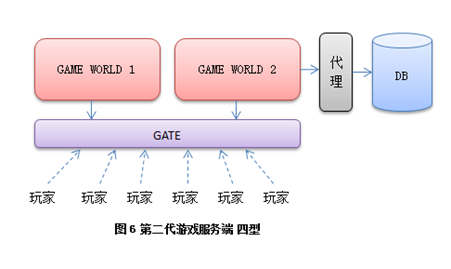 GAME WORLD 1
GAME WORLD 2
代理
DB
GATE
玩家 玩家 玩家 玩家 玩家 玩家
图 6 第二代游戏服务端 四型